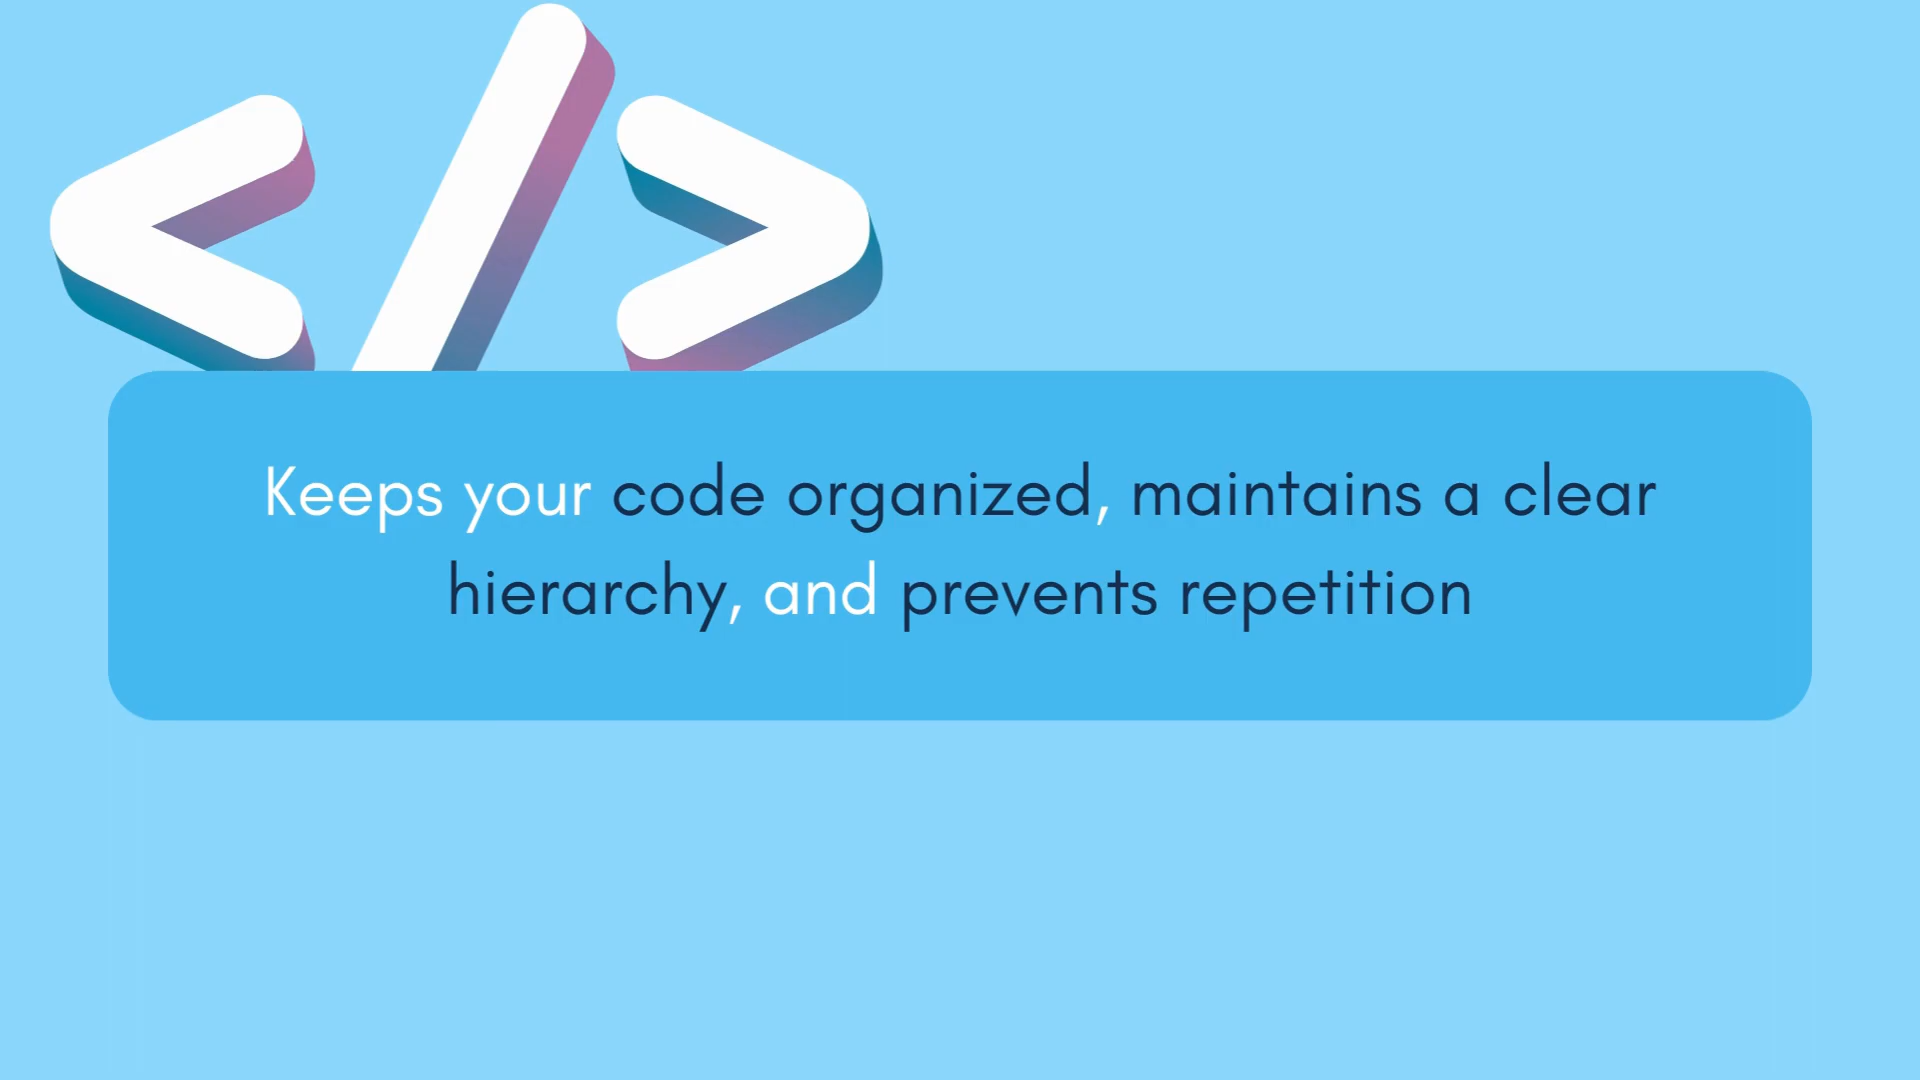 Keeps your code organized, maintains a clear
hierarchy, and prevents repetition